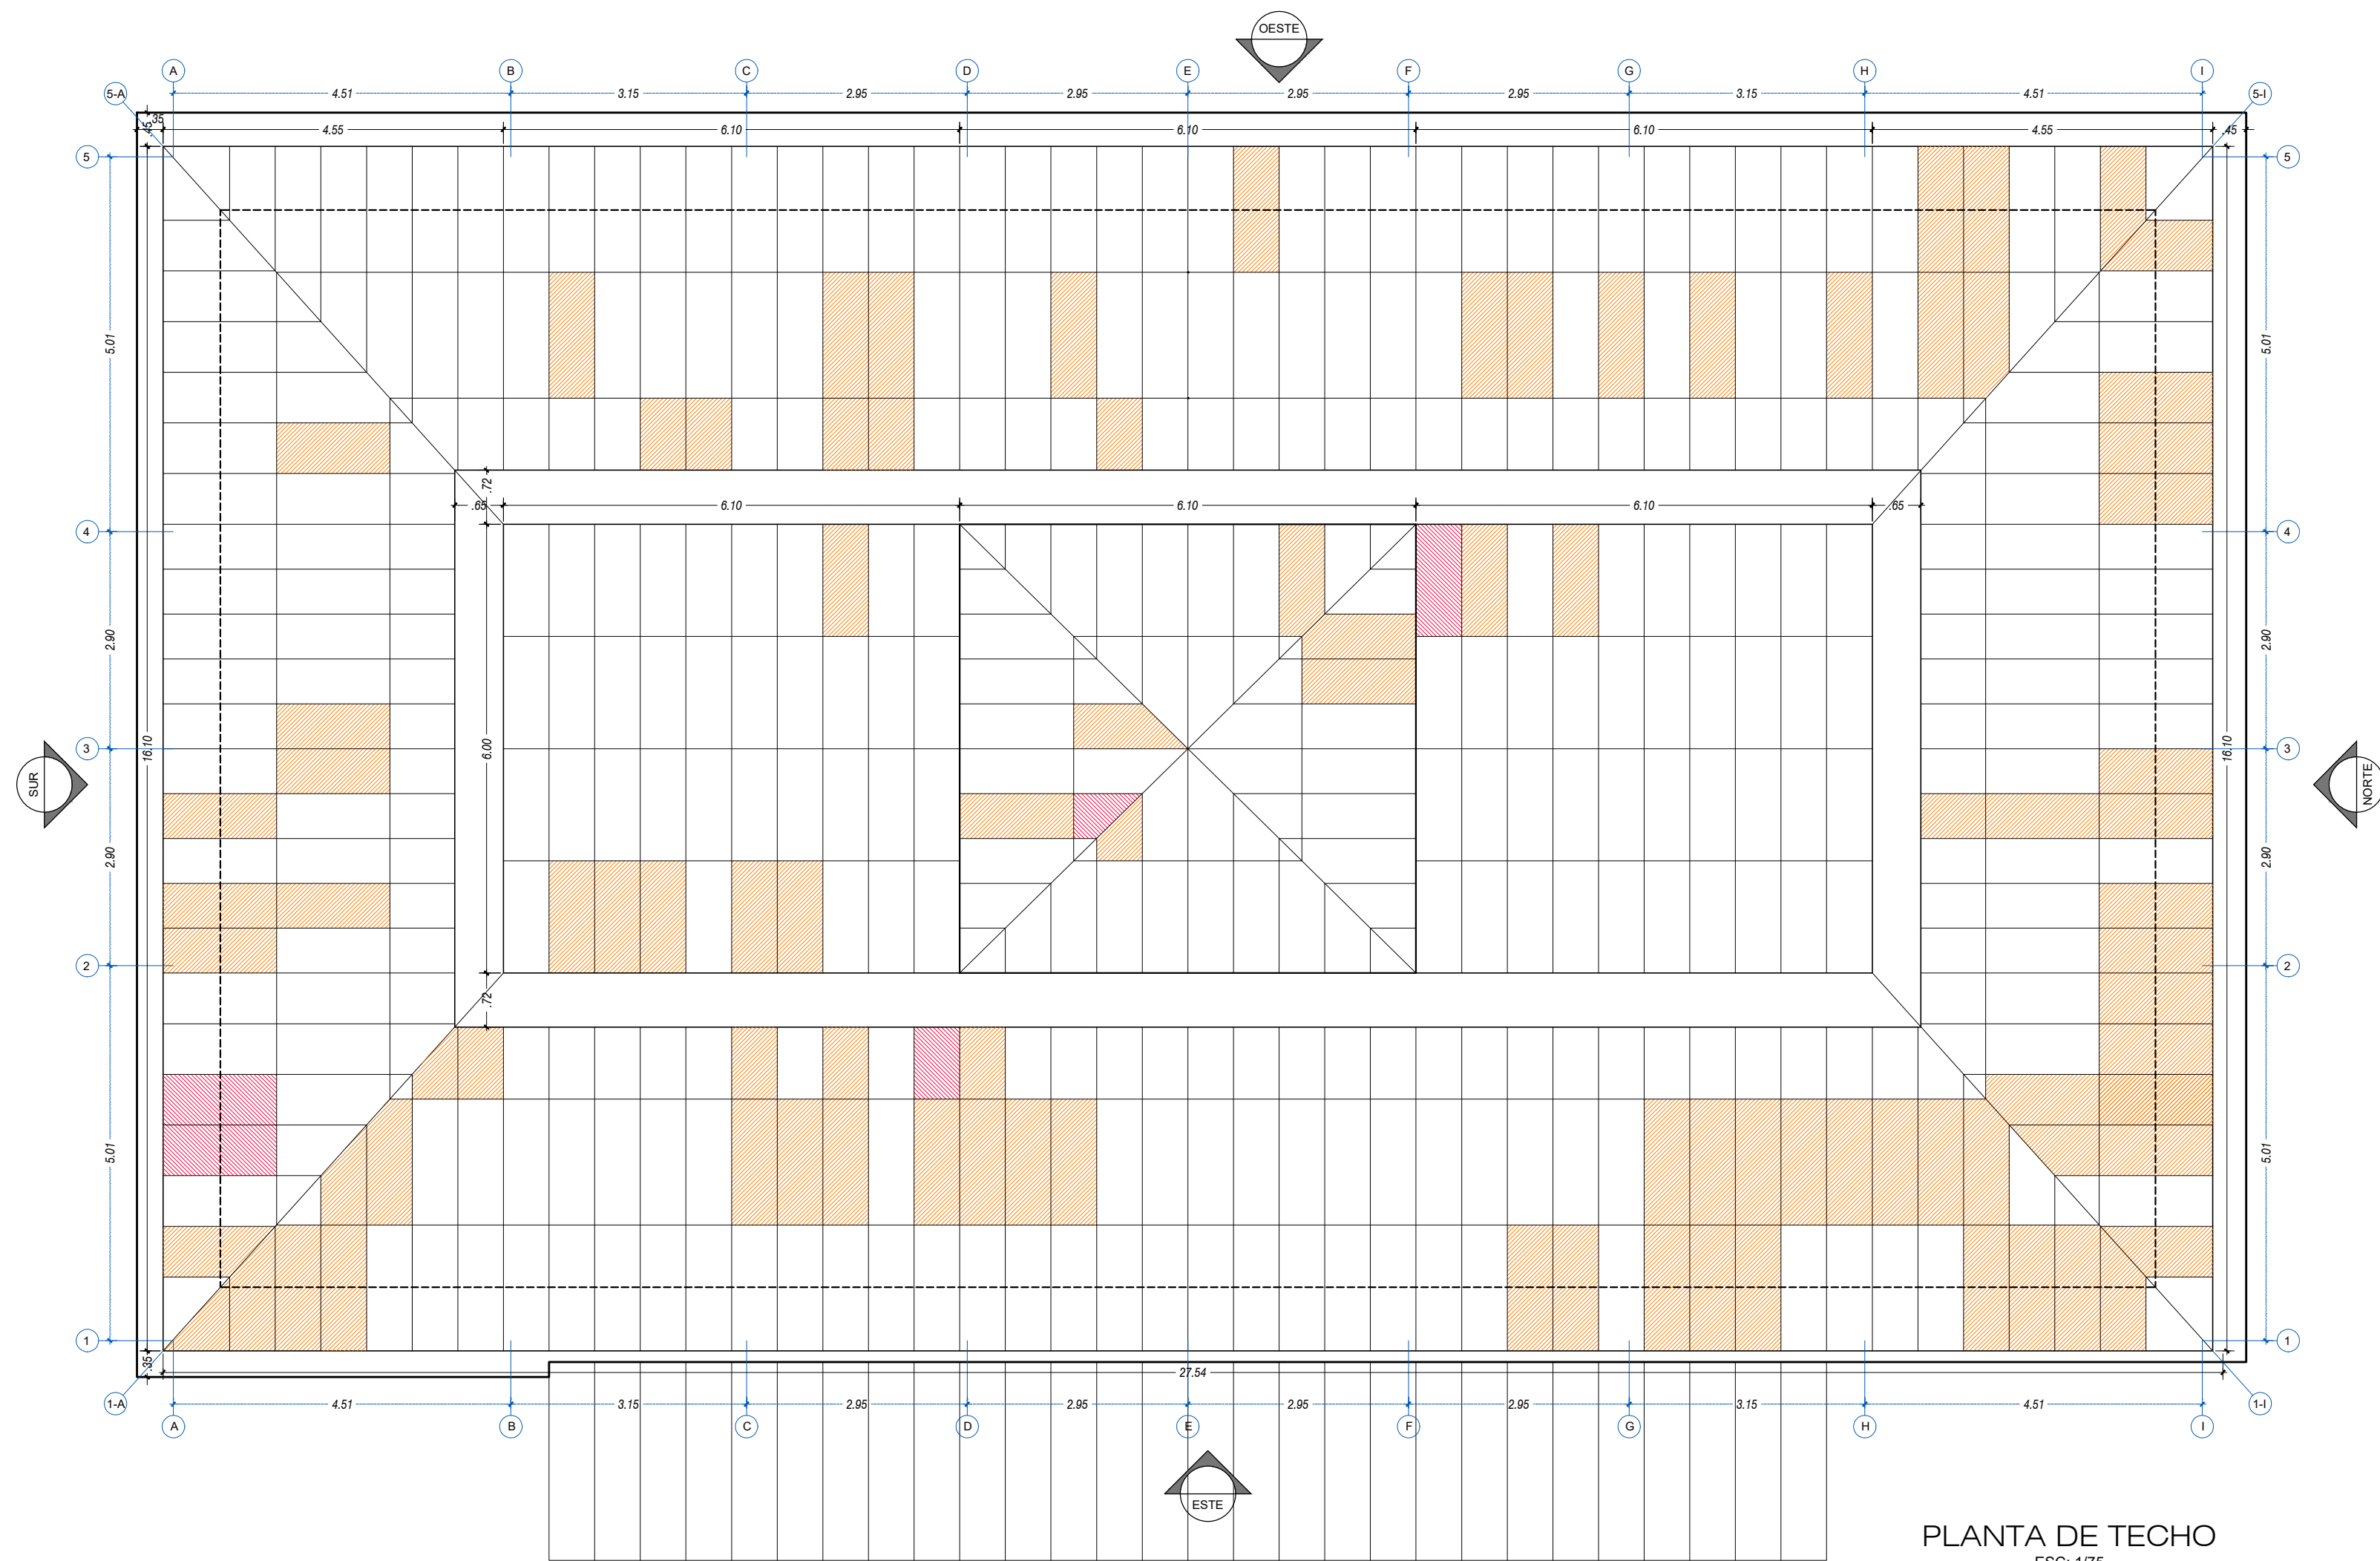 OESTE
A B C D E F G H I
5-A 4.51 3.15 2.95 2.95 2.95 2.95 3.15 4.51 5-I
.35
.45 4.55 6.10 6.10 6.10 4.55 .45
5 5
5.01 5.01
.72
.65 6.10 6.10 6.10 .65
4 4
2.90 2.90
3 16.10 6.00 16.10 3
SUR NORTE
2.90 2.90
2 2
.72
5.01 5.01
1 1
.35
27.54
1-A 4.51 3.15 2.95 2.95 2.95 2.95 3.15 4.51 1-I
A B C D E F G H I
ESTE
PLANTA DE TECHO
ESC: 1/75